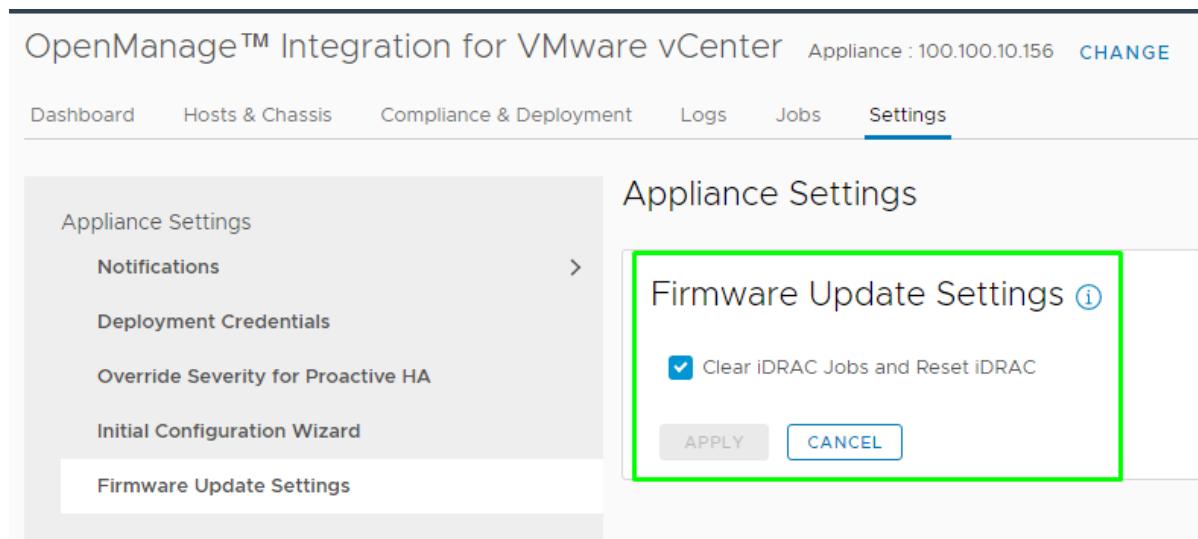 OpenManage™ Integration for VMware vCenter Appliance : 100.100.10.156 CHANGE
Dashboard Hosts & Chassis Compliance & Deployment Logs Jobs Settings
Appliance Settings
Notifications
Deployment Credentials
Override Severity for Proactive HA
Initial Configuration Wizard
Firmware Update Settings
Appliance Settings
Firmware Update Settings
Clear iDRAC Jobs and Reset iDRAC
APPLY CANCEL